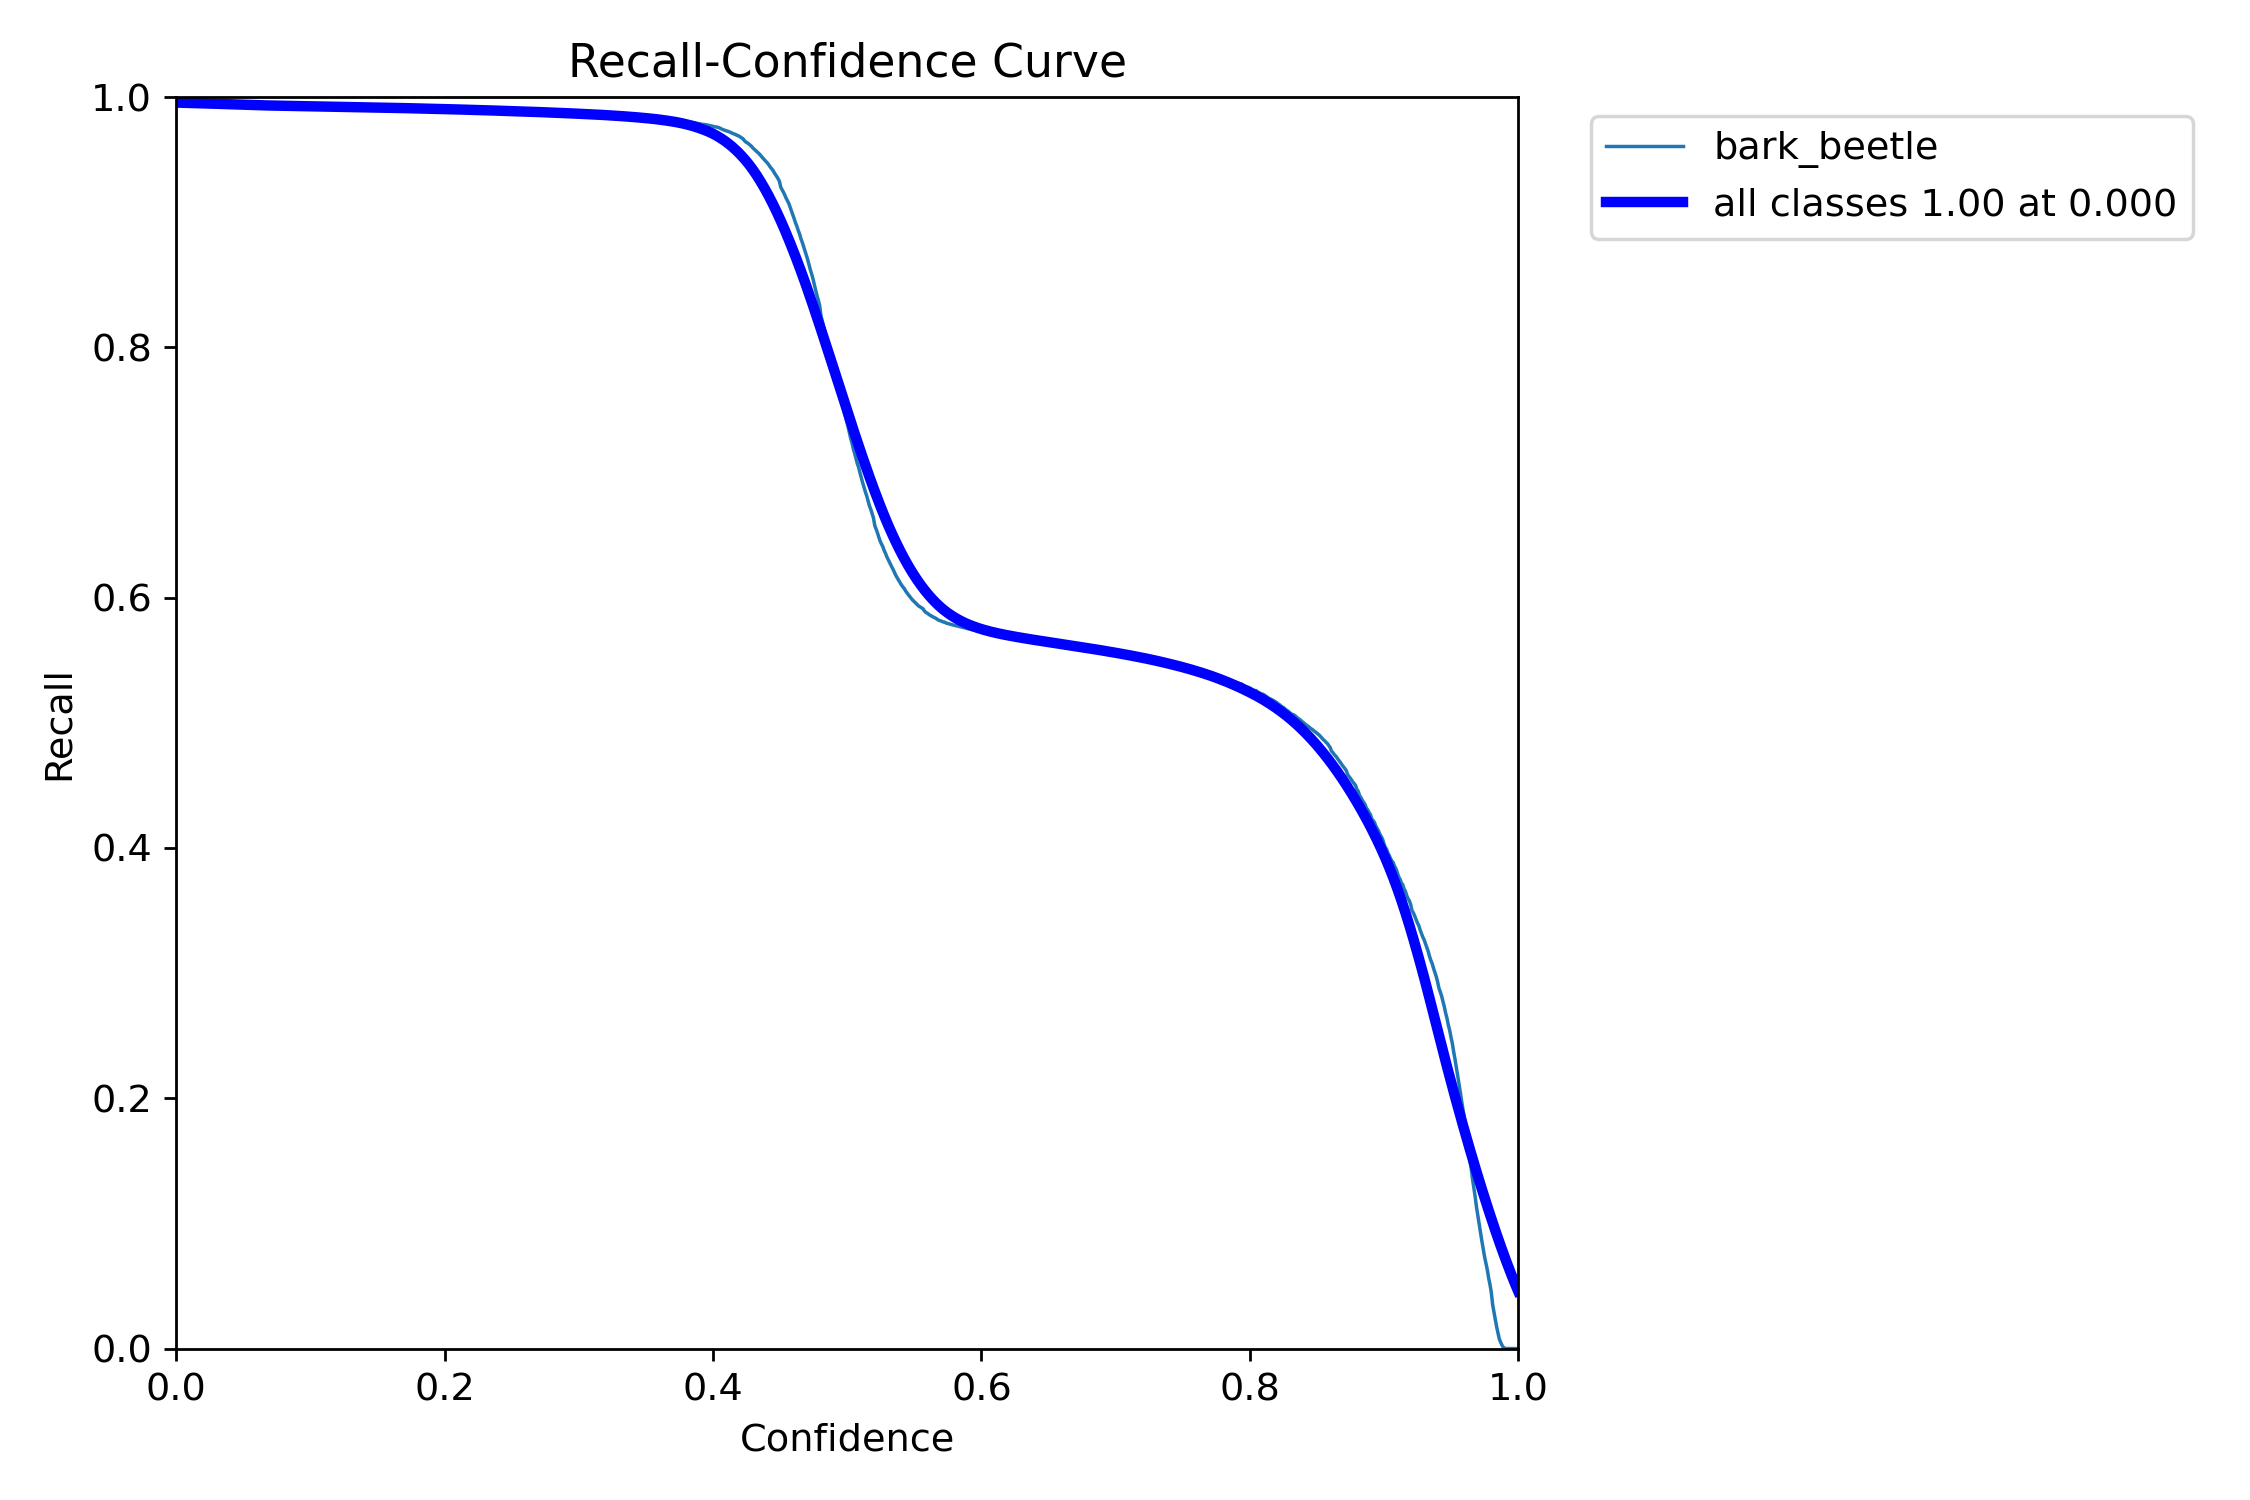 Recall-Confidence Curve
bark_beetle
all classes 1.00 at 0.000
Recall
1.0
0.8
0.6
0.4
0.2
0.0
0.0 0.2 0.4 0.6 0.8 1.0
Confidence